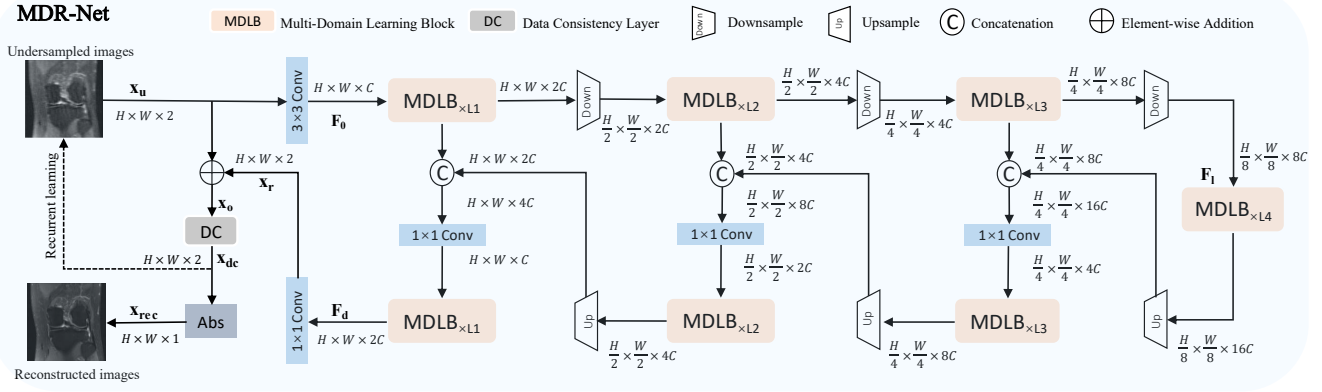 MDR-Net
MDLB Multi-Domain Learning Block
DC Data Consistency Layer
Down Downsample
Up Upsample
C Concatenation
Element-wise Addition
Undersampled images
x_u
H × W × 2
3×3 Conv
H × W × C
F_0
MDLB×L1
H × W × 2C
Down
H/2 × W/2 × 2C
MDLB×L2
H/2 × W/2 × 4C
Down
H/4 × W/4 × 4C
MDLB×L3
H/4 × W/4 × 8C
Down
H/8 × W/8 × 8C
F_l
MDLB×L4
Recurrent learning
H × W × 2
x_r
x_o
DC
H × W × 2
x_dc
Abs
x_rec
H × W × 1
Reconstructed images
H × W × 2C
C
H × W × 4C
1×1 Conv
H × W × C
H/2 × W/2 × 4C
C
H/2 × W/2 × 8C
1×1 Conv
H/2 × W/2 × 2C
H/4 × W/4 × 8C
C
H/4 × W/4 × 16C
1×1 Conv
H/4 × W/4 × 4C
1×1 Conv
F_d
H × W × 2C
MDLB×L1
Up
H/2 × W/2 × 4C
MDLB×L2
Up
H/4 × W/4 × 8C
MDLB×L3
Up
H/8 × W/8 × 16C